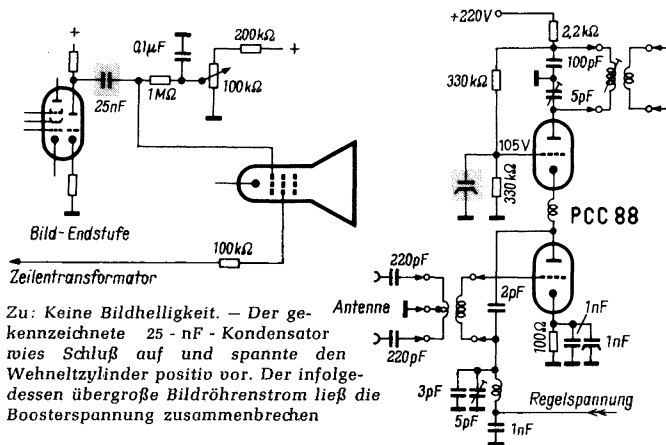 +
0,1µF
200kΩ
+
25nF
1MΩ
100kΩ
Bild-Endstufe
100kΩ
Zeilentransformator
Zu: Keine Bildhelligkeit. – Der ge-
kennzeichnete 25 - nF - Kondensator
wies Schluß auf und spannte den
Wehneltzylinder positiv vor. Der infolge-
dessen übergroße Bildröhrenstrom ließ die
Boosterspannung zusammenbrechen
+220V
2,2kΩ
100pF
330kΩ
5pF
105V
330kΩ
PCC 88
220pF
2pF
Antenne
220pF
100Ω
1nF
1nF
3pF
5pF
Regelspannung
1nF